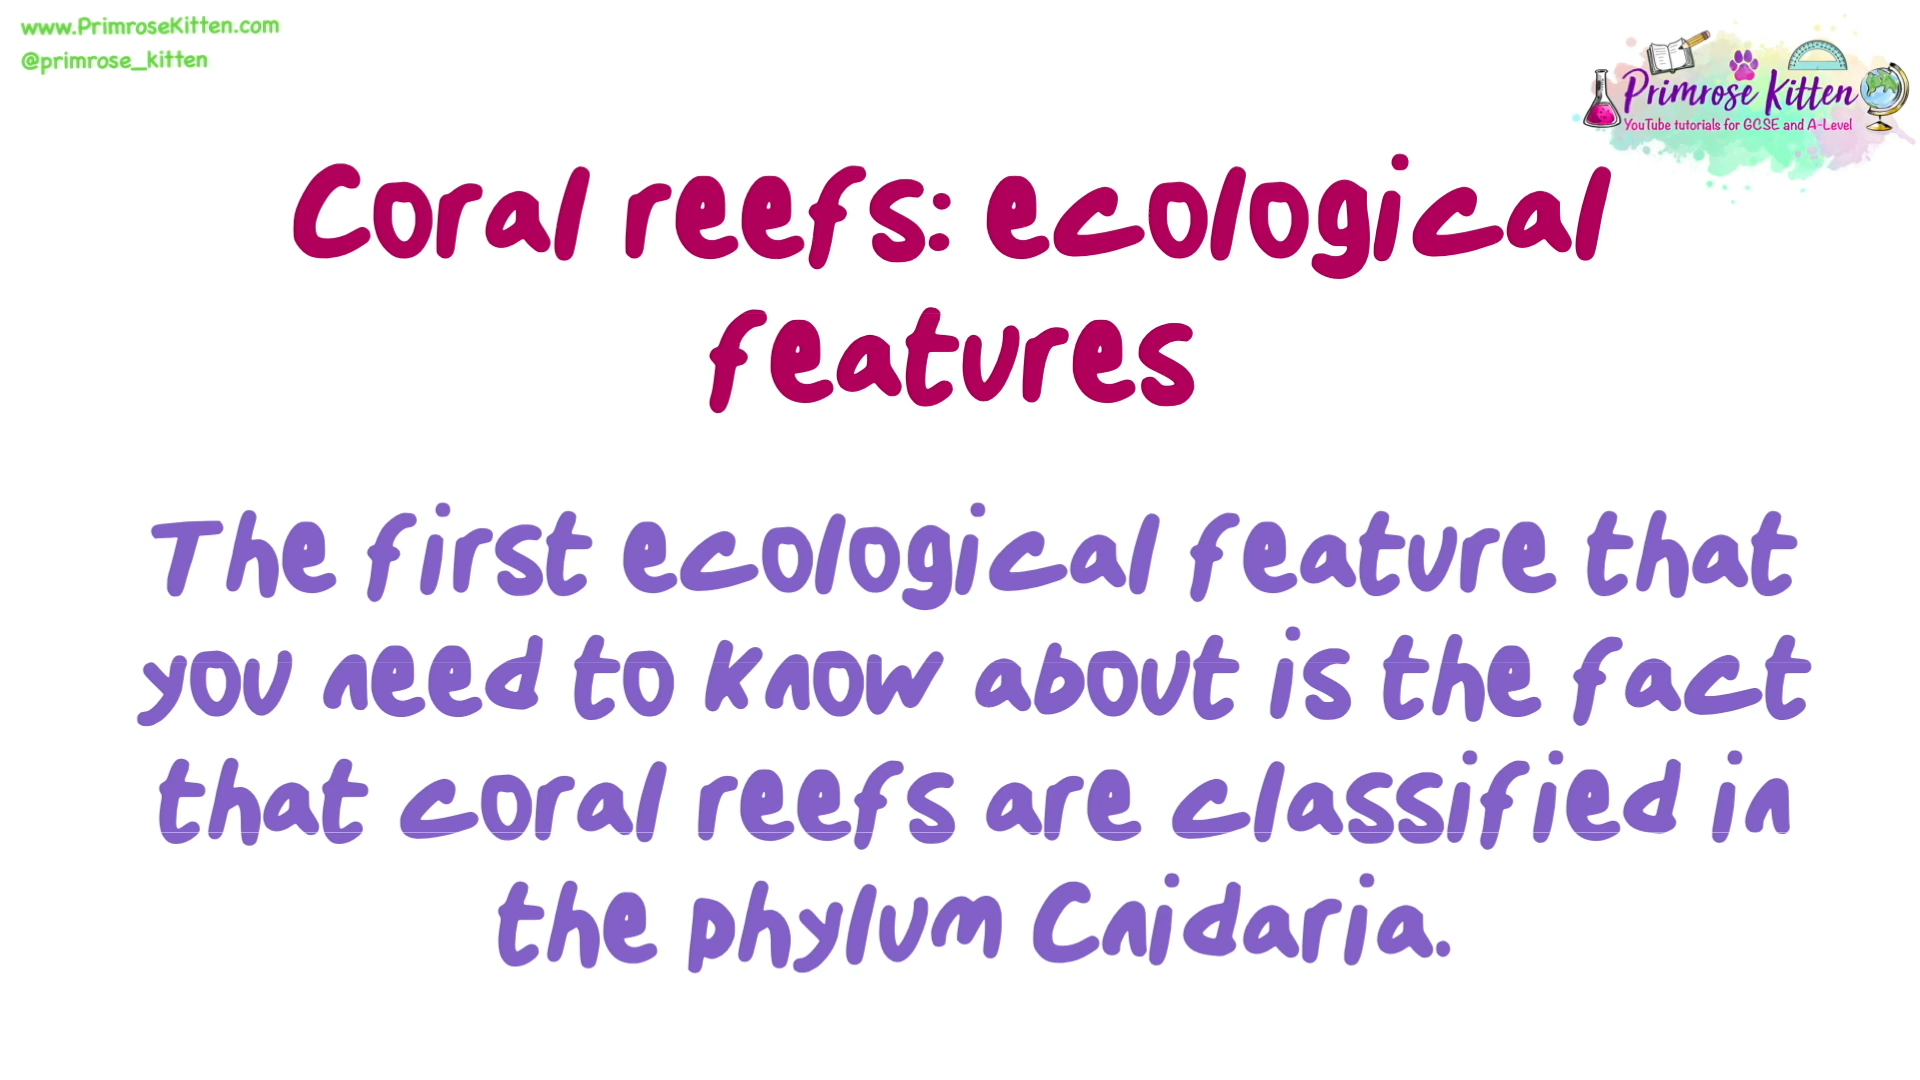 www.PrimroseKitten.com
@primrose_kitten
Primrose Kitten
YouTube tutorials for GCSE and A-Level
Coral reefs: ecological
features
The first ecological feature that
you need to know about is the fact
that coral reefs are classified in
the phylum Cnidaria.